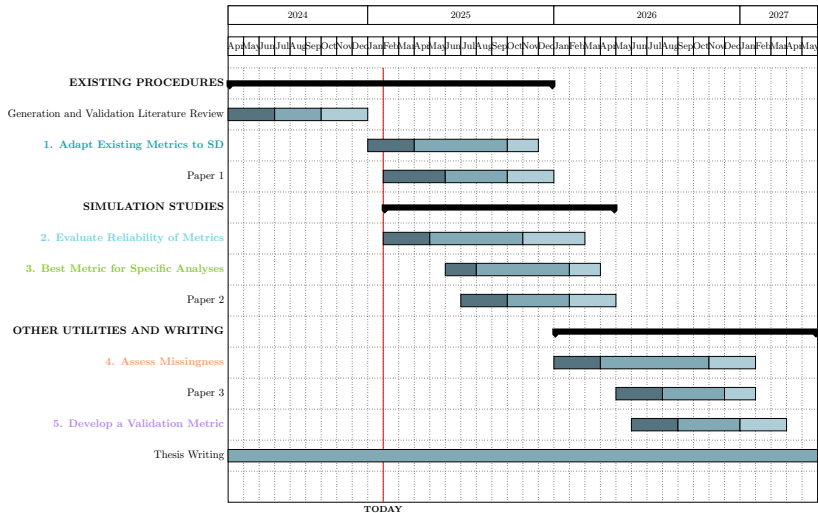 2024 2025 2026 2027
Apr May Jun Jul Aug Sep Oct Nov Dec Jan Feb Mar Apr May Jun Jul Aug Sep Oct Nov Dec Jan Feb Mar Apr May Jun Jul Aug Sep Oct Nov Dec Jan Feb Mar Apr May
EXISTING PROCEDURES
Generation and Validation Literature Review
1. Adapt Existing Metrics to SD
Paper 1
SIMULATION STUDIES
2. Evaluate Reliability of Metrics
3. Best Metric for Specific Analyses
Paper 2
OTHER UTILITIES AND WRITING
4. Assess Missingness
Paper 3
5. Develop a Validation Metric
Thesis Writing
TODAY